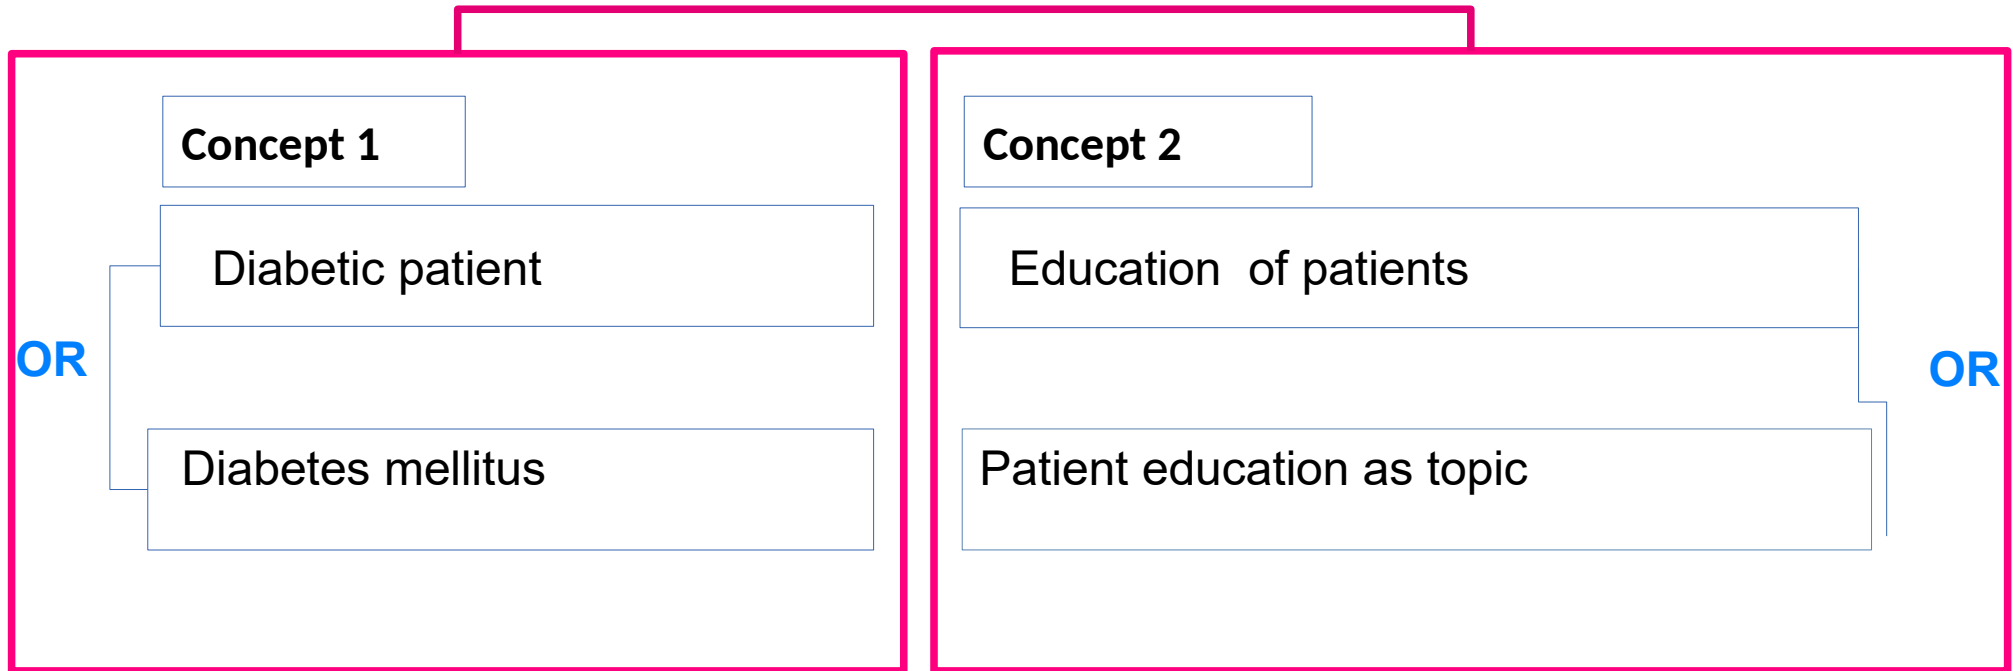 Concept 1
Diabetic patient
OR
Diabetes mellitus
Concept 2
Education  of patients
OR
Patient education as topic